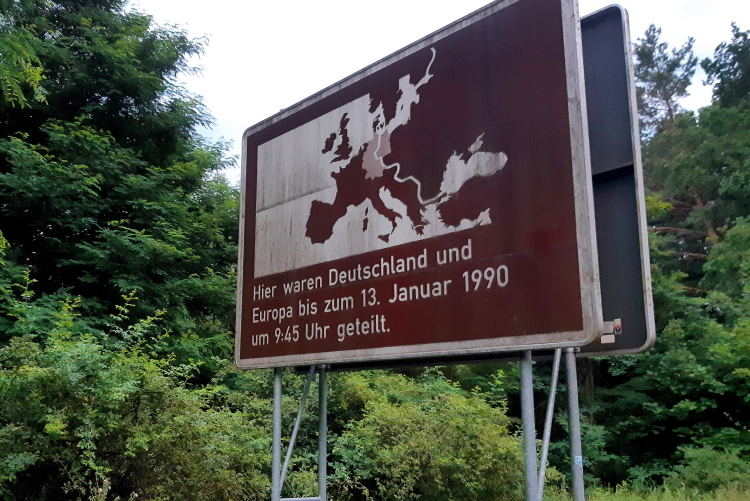 Hier waren Deutschland und
Europa bis zum 13. Januar 1990
um 9:45 Uhr geteilt.